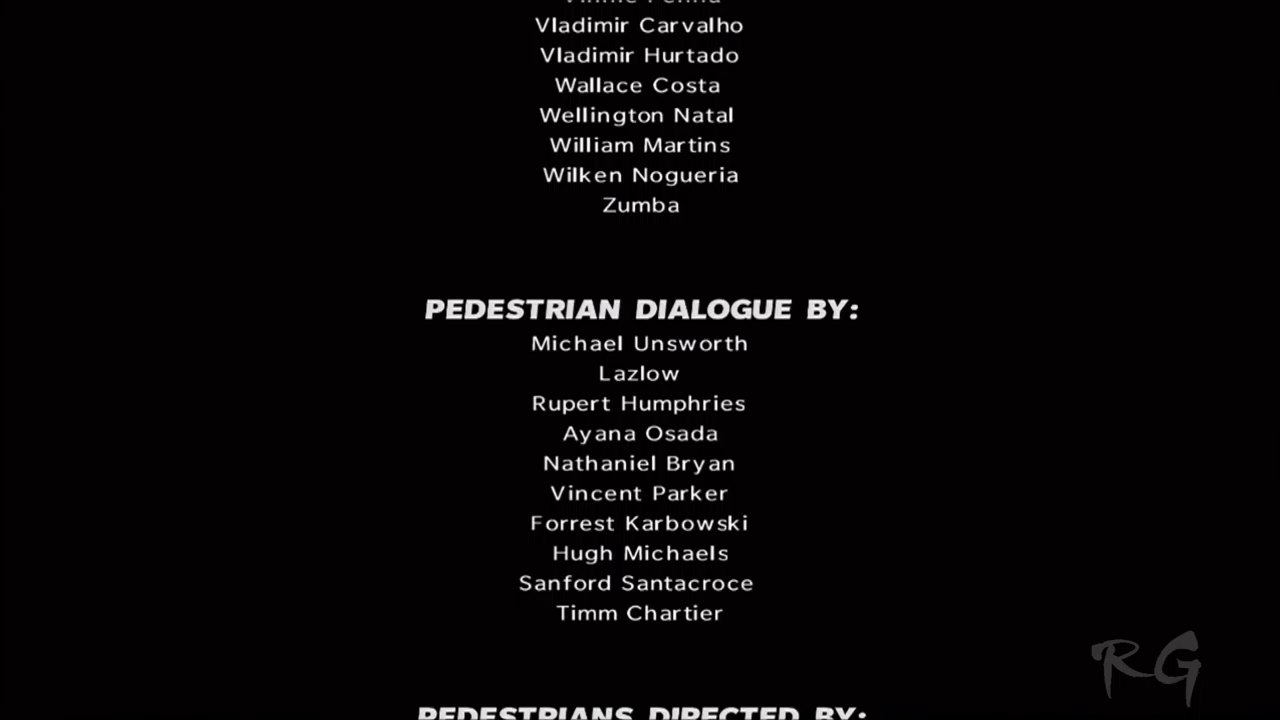 Vladimir Carvalho
Vladimir Hurtado
Wallace Costa
Wellington Natal
William Martins
Wilken Nogueria
Zumba
PEDESTRIAN DIALOGUE BY:
Michael Unsworth
Lazlow
Rupert Humphries
Ayana Osada
Nathaniel Bryan
Vincent Parker
Forrest Karbowski
Hugh Michaels
Sanford Santacroce
Timm Chartier
RG
PEDESTRIANS DIRECTED BY: